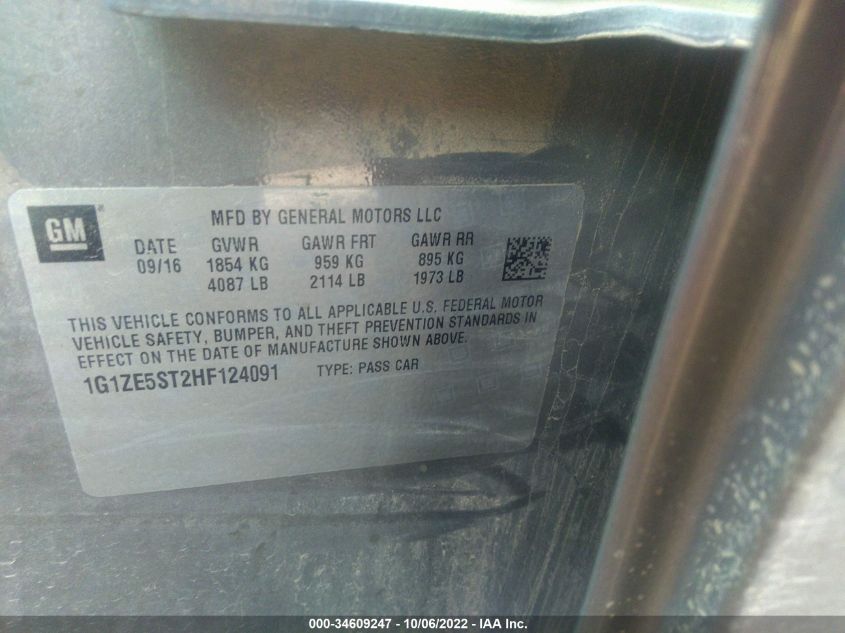 GM
MFD BY GENERAL MOTORS LLC
DATE GVWR GAWR FRT GAWR RR
09/16 1854 KG 959 KG 895 KG
4087 LB 2114 LB 1973 LB
THIS VEHICLE CONFORMS TO ALL APPLICABLE U.S. FEDERAL MOTOR
VEHICLE SAFETY, BUMPER, AND THEFT PREVENTION STANDARDS IN
EFFECT ON THE DATE OF MANUFACTURE SHOWN ABOVE.
1G1ZE5ST2HF124091 TYPE: PASS CAR
000-34609247 - 10/06/2022 - IAA Inc.